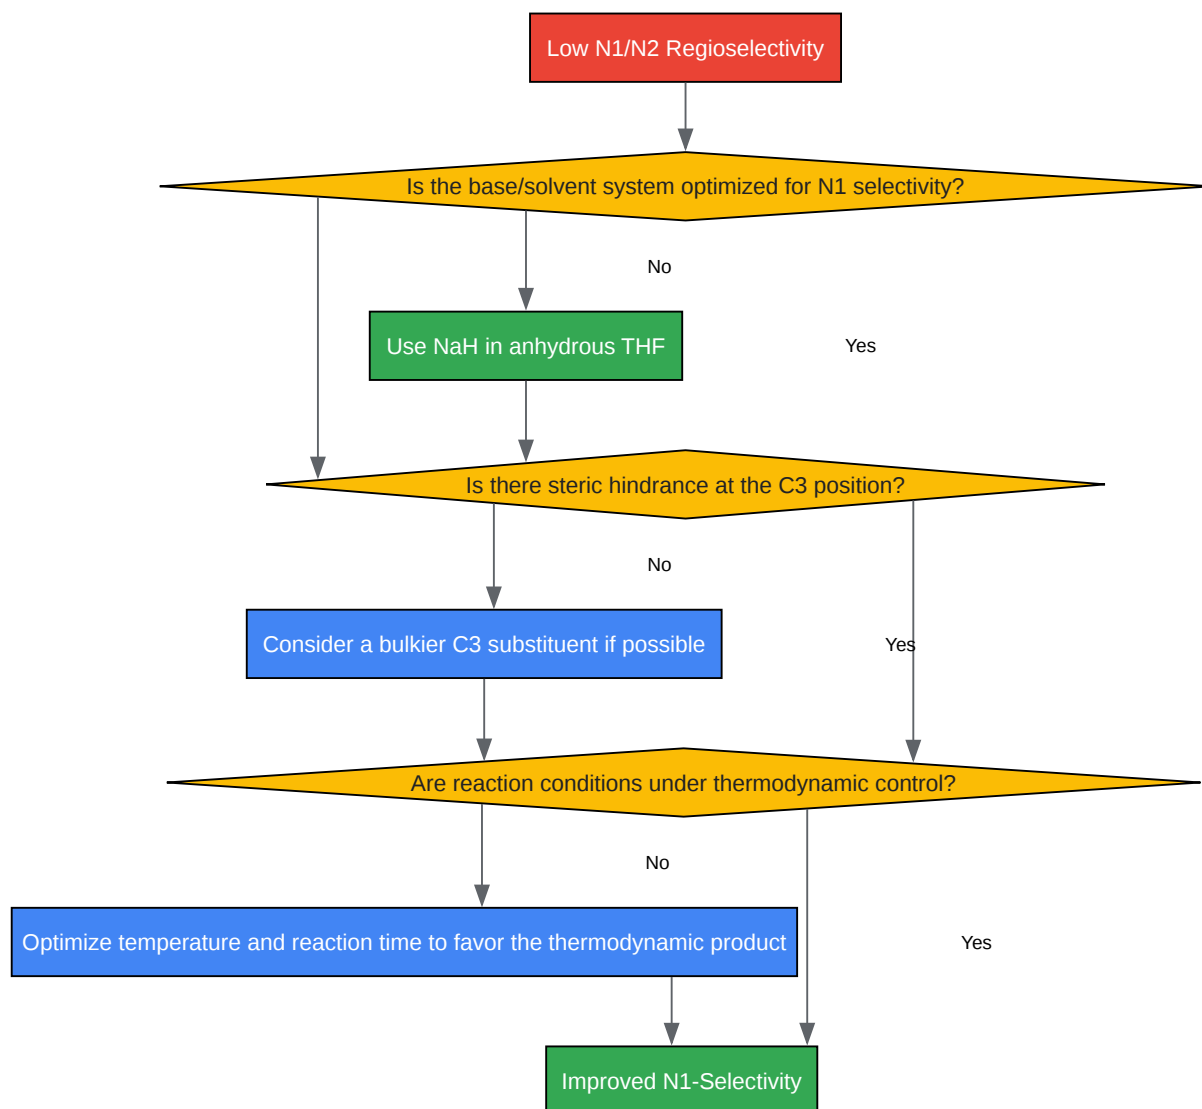 Low N1/N2 Regioselectivity
Is the base/solvent system optimized for N1 selectivity?
No
Use NaH in anhydrous THF
Yes
Is there steric hindrance at the C3 position?
No
Consider a bulkier C3 substituent if possible
Yes
Are reaction conditions under thermodynamic control?
No
Optimize temperature and reaction time to favor the thermodynamic product
Yes
Improved N1-Selectivity